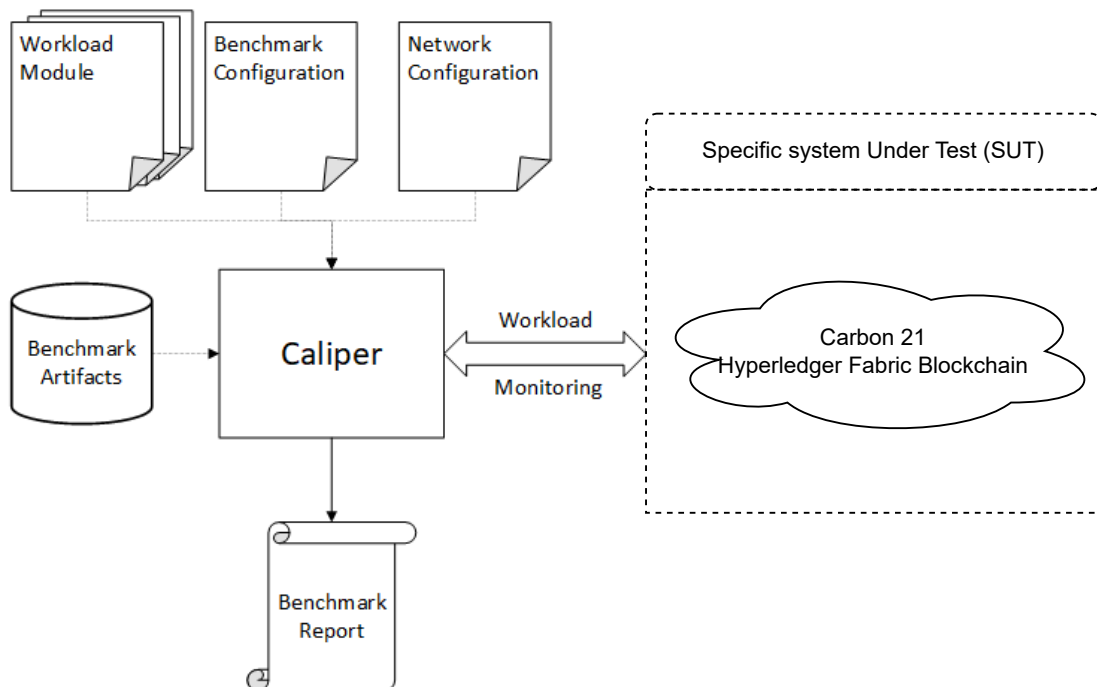 Workload
Module
Benchmark
Configuration
Network
Configuration
Specific system Under Test (SUT)
Benchmark
Artifacts
Caliper
Workload
Monitoring
Carbon 21
Hyperledger Fabric Blockchain
Benchmark
Report